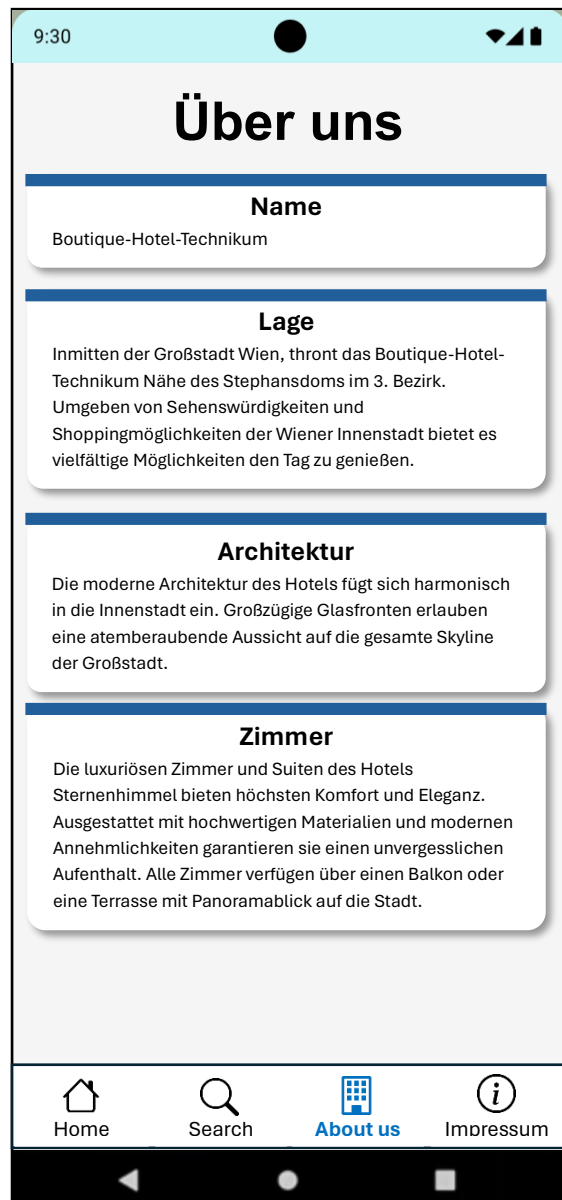 9:30
Über uns
Name
Boutique-Hotel-Technikum
Lage
Inmitten der Großstadt Wien, thront das Boutique-Hotel-
Technikum Nähe des Stephansdoms im 3. Bezirk.
Umgeben von Sehenswürdigkeiten und
Shoppingmöglichkeiten der Wiener Innenstadt bietet es
vielfältige Möglichkeiten den Tag zu genießen.
Architektur
Die moderne Architektur des Hotels fügt sich harmonisch
in die Innenstadt ein. Großzügige Glasfronten erlauben
eine atemberaubende Aussicht auf die gesamte Skyline
der Großstadt.
Zimmer
Die luxuriösen Zimmer und Suiten des Hotels
Sternenhimmel bieten höchsten Komfort und Eleganz.
Ausgestattet mit hochwertigen Materialien und modernen
Annehmlichkeiten garantieren sie einen unvergesslichen
Aufenthalt. Alle Zimmer verfügen über einen Balkon oder
eine Terrasse mit Panoramablick auf die Stadt.
Home Search About us Impressum